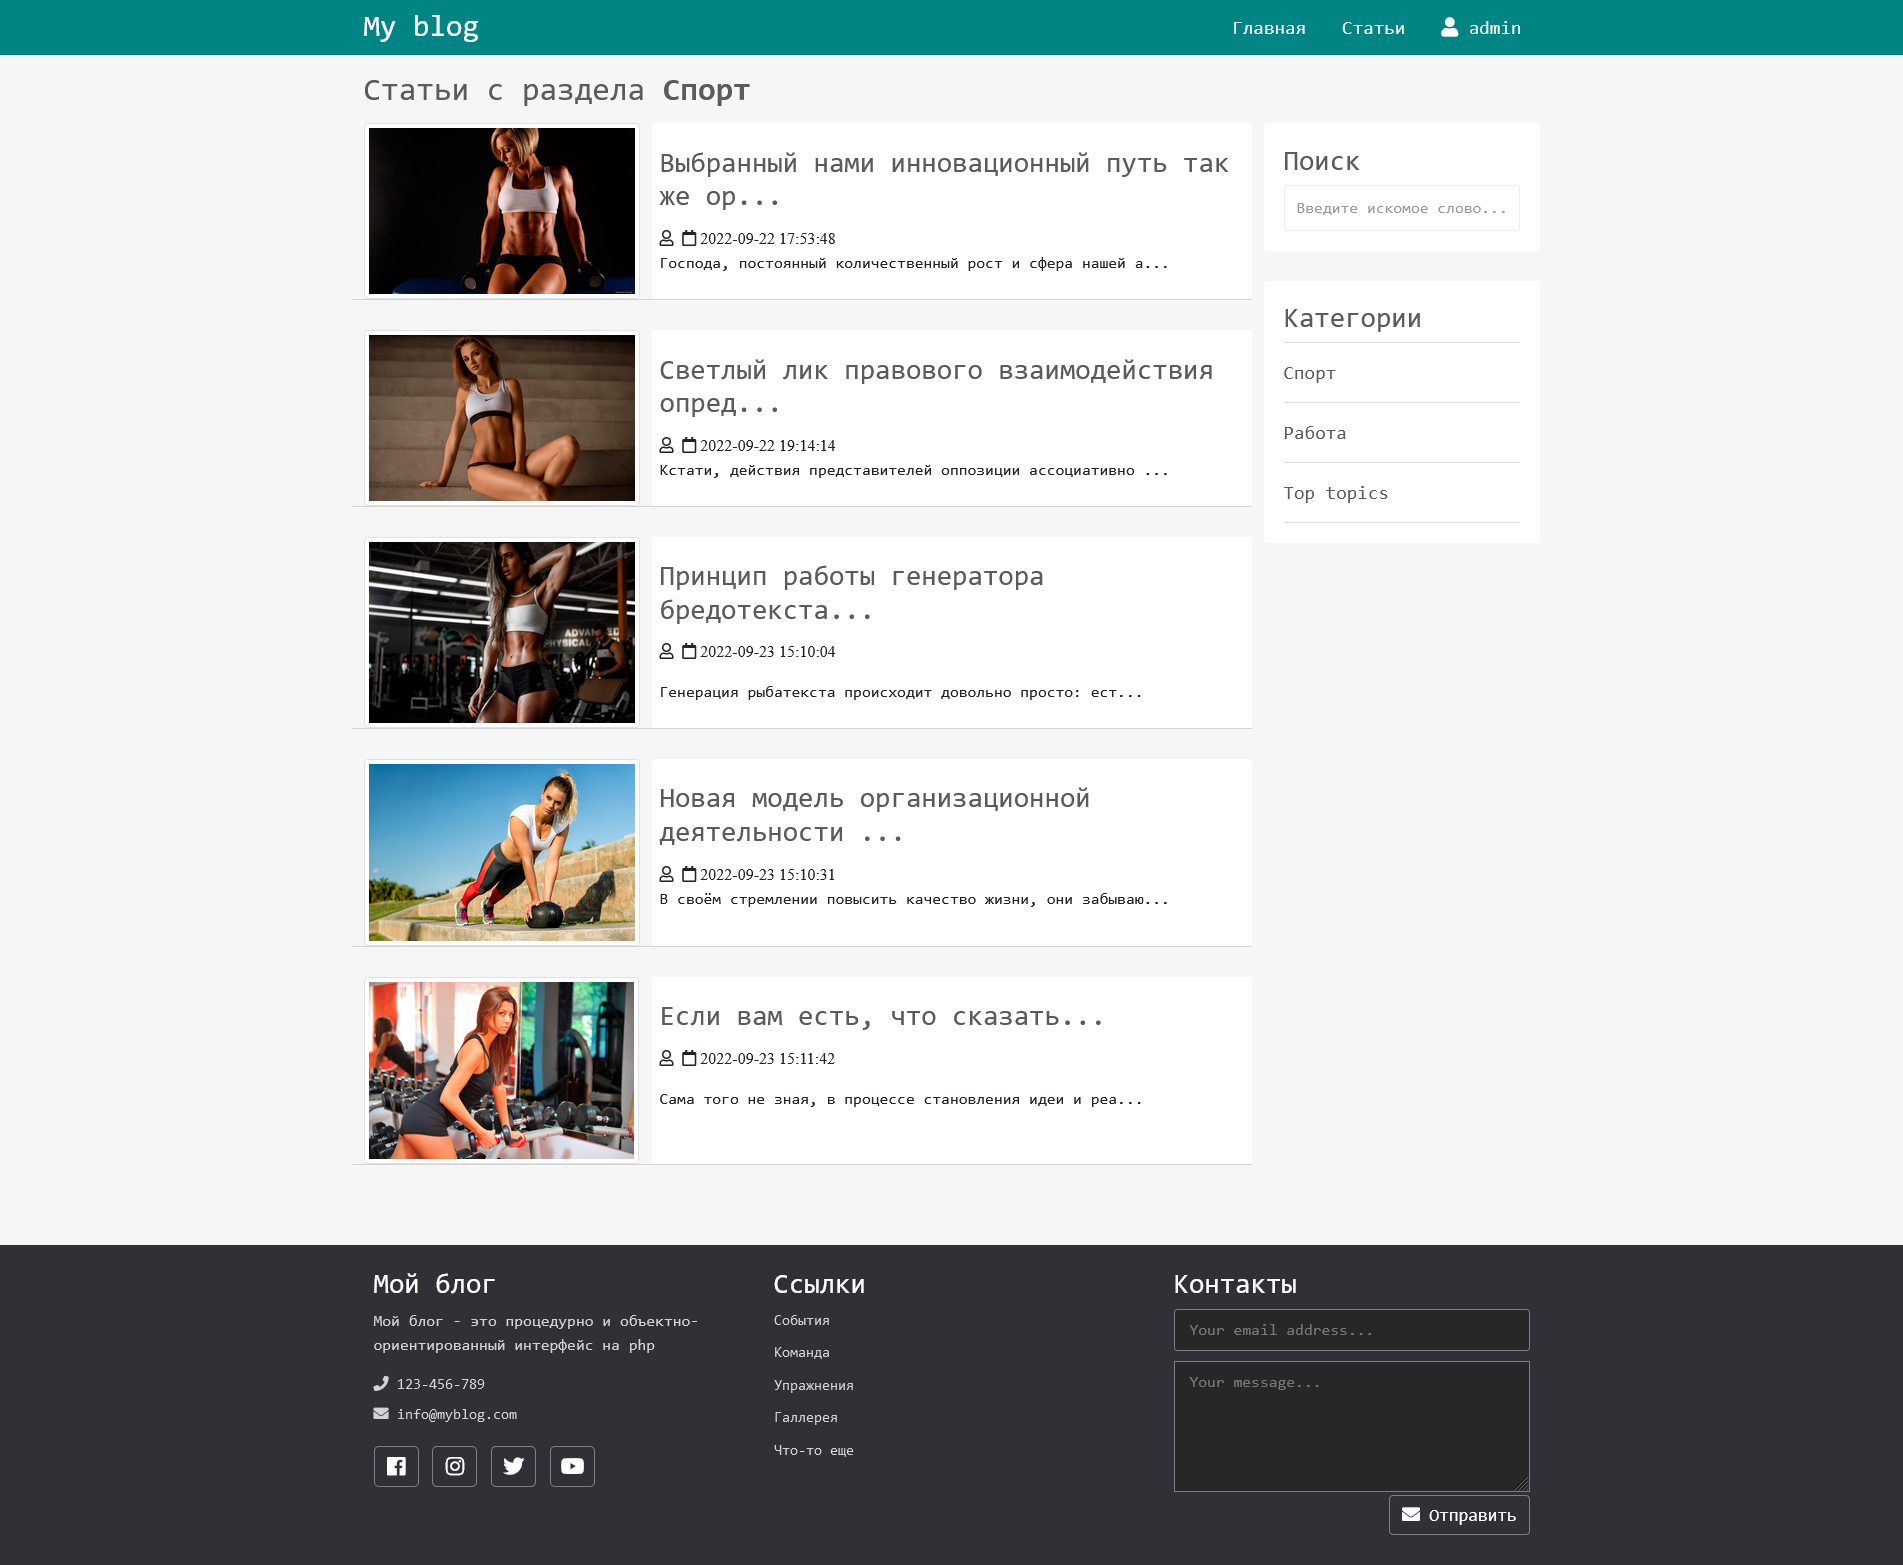 My blog
Главная
Статьи
admin
Статьи с раздела Спорт
Выбранный нами инновационный путь так
же ор...
2022-09-22 17:53:48
Господа, постоянный количественный рост и сфера нашей а...
Светлый лик правового взаимодействия
опред...
2022-09-22 19:14:14
Кстати, действия представителей оппозиции ассоциативно ...
Принцип работы генератора
бредотекста...
2022-09-23 15:10:04
Генерация рыбатекста происходит довольно просто: ест...
Новая модель организационной
деятельности ...
2022-09-23 15:10:31
В своём стремлении повысить качество жизни, они забываю...
Если вам есть, что сказать...
2022-09-23 15:11:42
Сама того не зная, в процессе становления идеи и реа...
Поиск
Введите искомое слово...
Категории
Спорт
Работа
Top topics
Мой блог
Мой блог - это процедурно и объектно-
ориентированный интерфейс на php
123-456-789
info@myblog.com
Ссылки
События
Команда
Упражнения
Галлерея
Что-то еще
Контакты
Your email address...
Your message...
Отправить